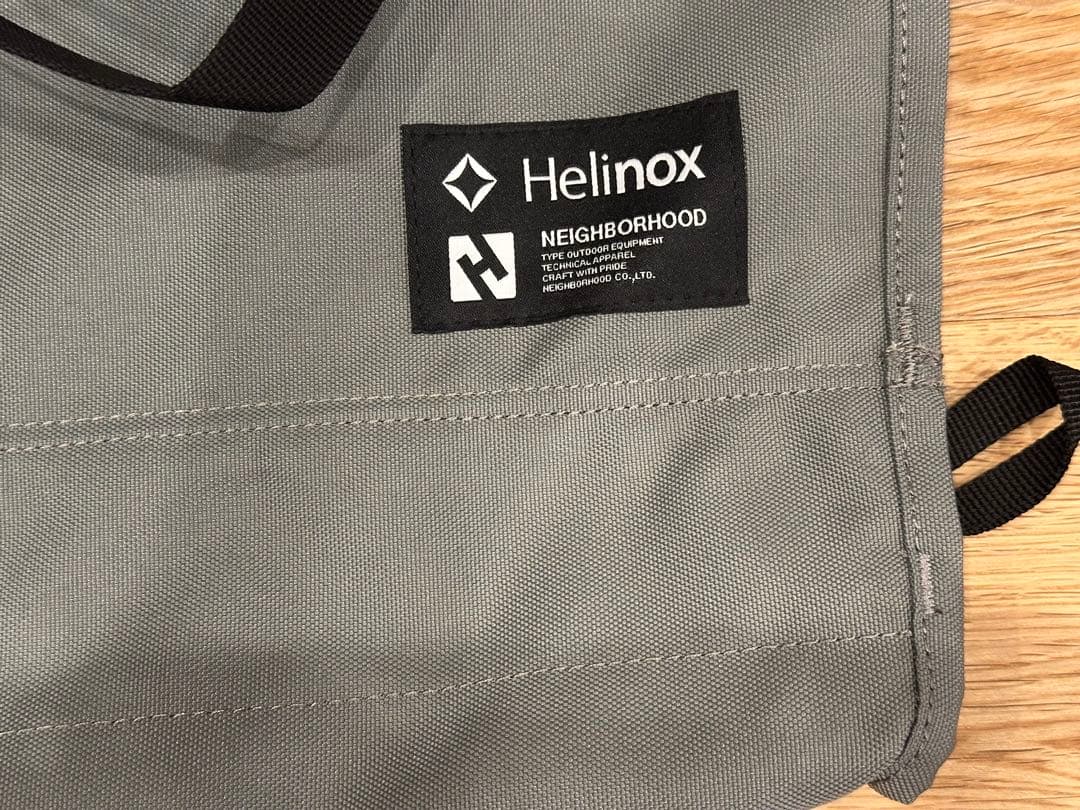 Helinox
NEIGHBORHOOD
TYPE OUTDOOR EQUIPMENT
TECHNICAL APPAREL
CRAFT WITH PRIDE
NEIGHBORHOOD CO.,LTD.